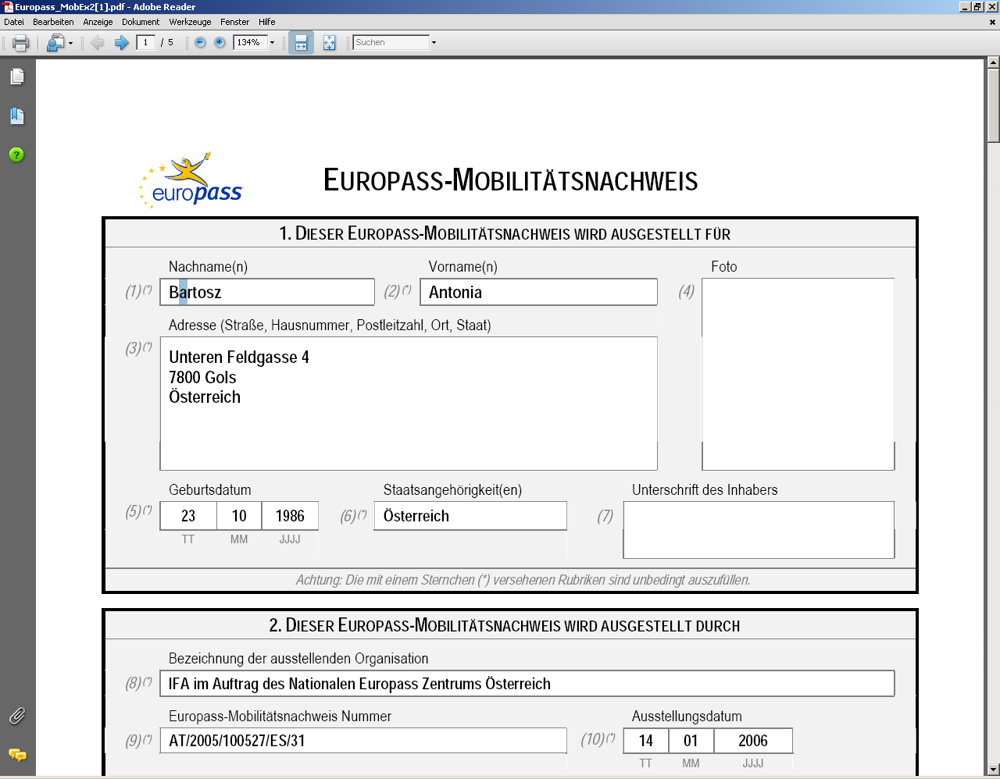 Europass_MobEx2[1].pdf - Adobe Reader
Datei Bearbeiten Anzeige Dokument Werkzeuge Fenster Hilfe
1 / 5 134% Suchen
europass
EUROPASS-MOBILITÄTSNACHWEIS
1. DIESER EUROPASS-MOBILITÄTSNACHWEIS WIRD AUSGESTELLT FÜR
Nachname(n) Vorname(n) Foto
(1)(*) Bartosz (2)(*) Antonia (4)
Adresse (Straße, Hausnummer, Postleitzahl, Ort, Staat)
(3)(*)
Unteren Feldgasse 4
7800 Gols
Österreich
Geburtsdatum Staatsangehörigkeit(en) Unterschrift des Inhabers
(5)(*) 23 10 1986 (6)(*) Österreich (7)
TT MM JJJJ
Achtung: Die mit einem Sternchen (*) versehenen Rubriken sind unbedingt auszufüllen.
2. DIESER EUROPASS-MOBILITÄTSNACHWEIS WIRD AUSGESTELLT DURCH
Bezeichnung der ausstellenden Organisation
(8)(*) IFA im Auftrag des Nationalen Europass Zentrums Österreich
Europass-Mobilitätsnachweis Nummer Ausstellungsdatum
(9)(*) AT/2005/100527/ES/31 (10)(*) 14 01 2006
TT MM JJJJ